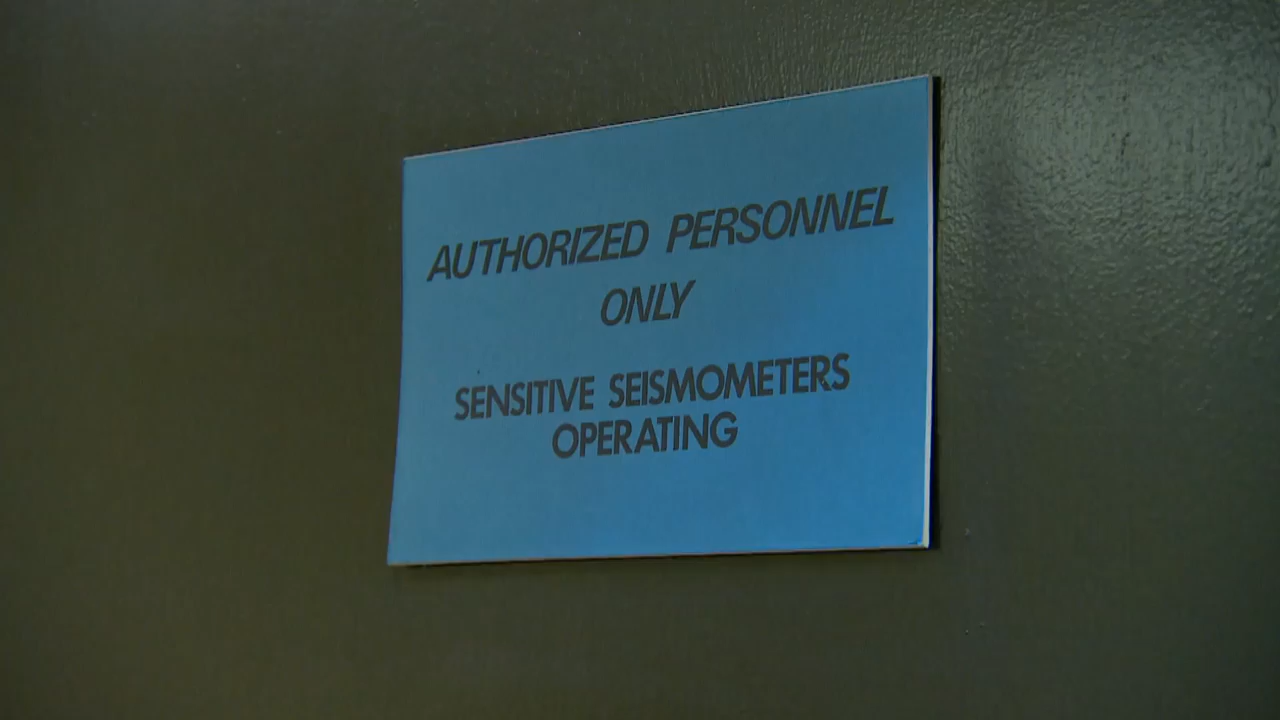 AUTHORIZED PERSONNEL
ONLY
SENSITIVE SEISMOMETERS
OPERATING